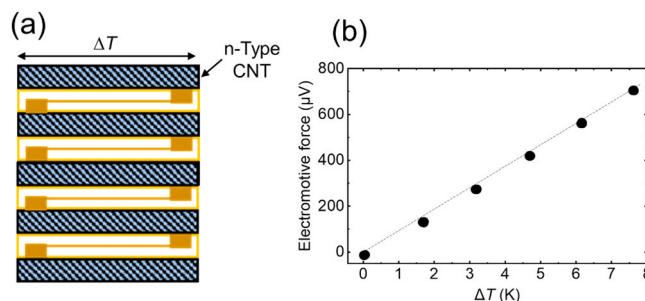 (a)
ΔT
n-Type
CNT
(b)
Electromotive force (μV)
800
600
400
200
0
0 1 2 3 4 5 6 7 8
ΔT (K)